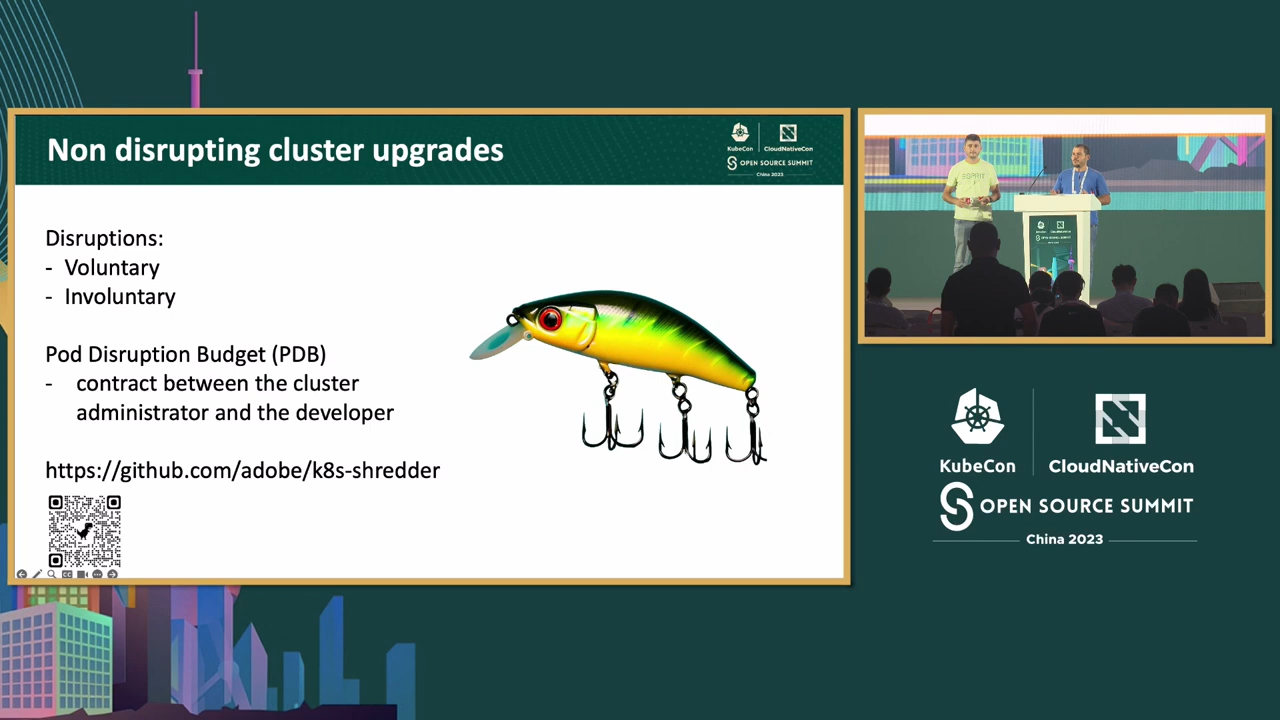 Non disrupting cluster upgrades
KubeCon
CloudNativeCon
OPEN SOURCE SUMMIT
China 2023
Disruptions:
- Voluntary
- Involuntary
Pod Disruption Budget (PDB)
- contract between the cluster
administrator and the developer
https://github.com/adobe/k8s-shredder
ESPRIT
KubeCon
CloudNativeCon
OPEN SOURCE SUMMIT
China 2023